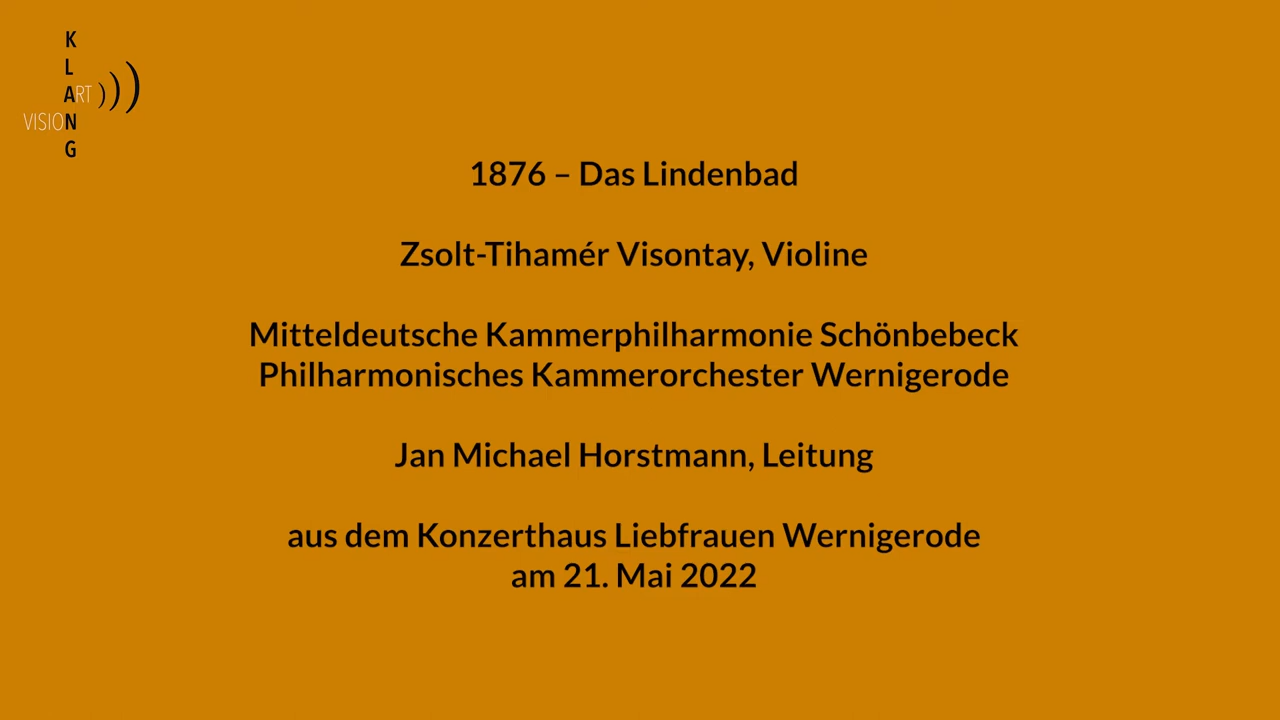 KLANG
ART
VISION
1876 – Das Lindenbad
Zsolt-Tihamér Visontay, Violine
Mitteldeutsche Kammerphilharmonie Schönbebeck
Philharmonisches Kammerorchester Wernigerode
Jan Michael Horstmann, Leitung
aus dem Konzerthaus Liebfrauen Wernigerode
am 21. Mai 2022